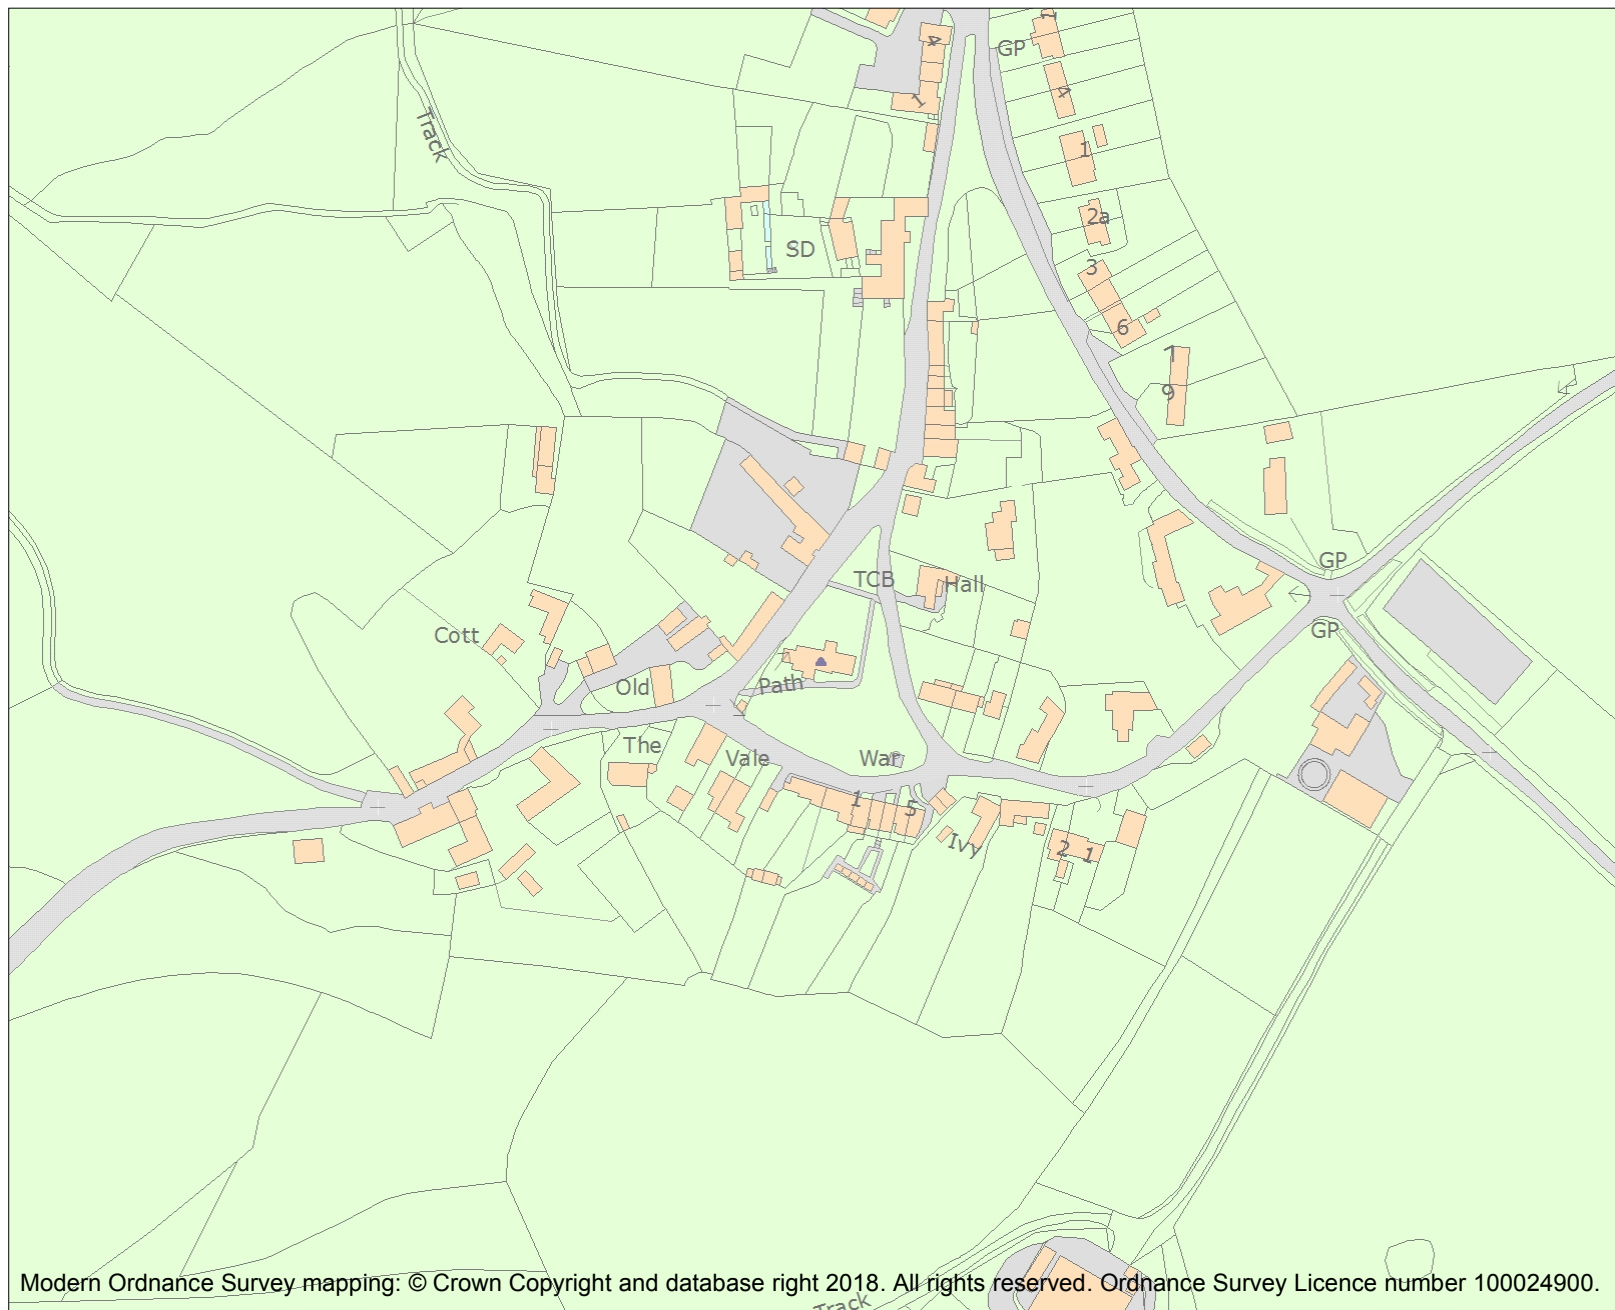 4
GP
1
4
Track
1
2a
SD
3
6
7
9
GP
TCB
Hall
GP
Cott
Old
Path
The
Vale
War
1
5
Ivy
2
1
Modern Ordnance Survey mapping: © Crown Copyright and database right 2018. All rights reserved. Ordnance Survey Licence number 100024900.
Track